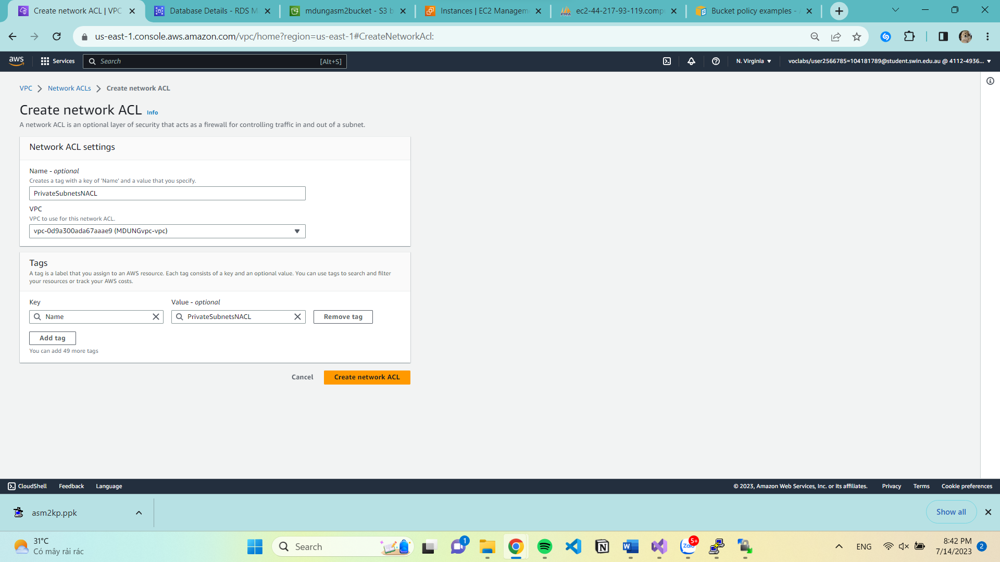 Create network ACL | VPC
Database Details - RDS M
mdungasm2bucket - S3 b
Instances | EC2 Managem
ec2-44-217-93-119.comp
Bucket policy examples - A
us-east-1.console.aws.amazon.com/vpc/home?region=us-east-1#CreateNetworkAcl:
aws
Services
Search
[Alt+S]
N. Virginia
voclabs/user2566785=104181789@student.swin.edu.au @ 4112-4936...
VPC
Network ACLs
Create network ACL
Create network ACL Info
A network ACL is an optional layer of security that acts as a firewall for controlling traffic in and out of a subnet.
Network ACL settings
Name - optional
Creates a tag with a key of 'Name' and a value that you specify.
PrivateSubnetsNACL
VPC
VPC to use for this network ACL.
vpc-0d9a300ada67aaae9 (MDUNGvpc-vpc)
Tags
A tag is a label that you assign to an AWS resource. Each tag consists of a key and an optional value. You can use tags to search and filter
your resources or track your AWS costs.
Key
Value - optional
Name
PrivateSubnetsNACL
Remove tag
Add tag
You can add 49 more tags
Cancel
Create network ACL
CloudShell
Feedback
Language
© 2023, Amazon Web Services, Inc. or its affiliates.
Privacy
Terms
Cookie preferences
asm2kp.ppk
Show all
31°C
Có mây rải rác
Search
1
Zalo
5+
ENG
8:42 PM
7/14/2023
2